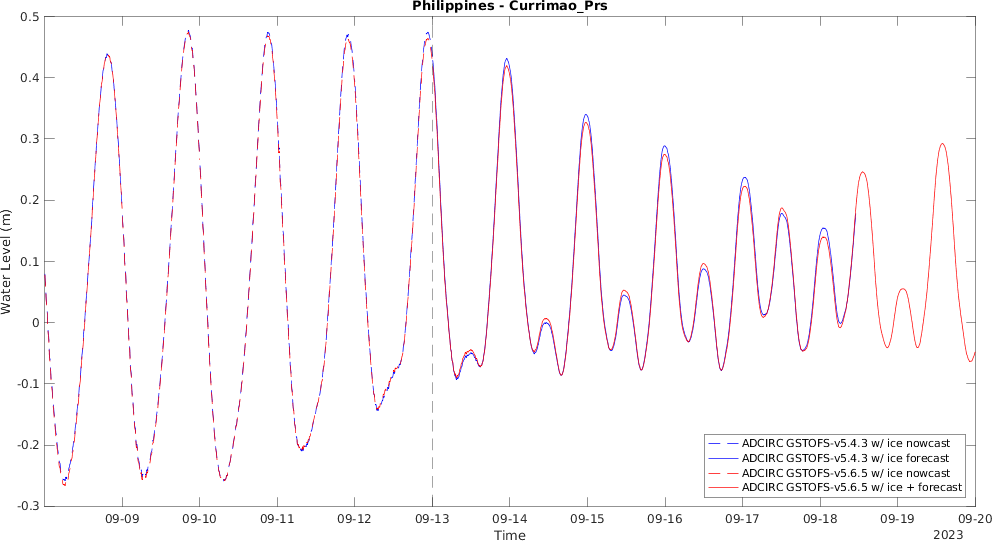 Philippines - Currimao_Prs
Water Level (m)
0.5
0.4
0.3
0.2
0.1
0
-0.1
-0.2
-0.3
ADCIRC GSTOFS-v5.4.3 w/ ice nowcast
ADCIRC GSTOFS-v5.4.3 w/ ice forecast
ADCIRC GSTOFS-v5.6.5 w/ ice nowcast
ADCIRC GSTOFS-v5.6.5 w/ ice + forecast
09-09 09-10 09-11 09-12 09-13 09-14 09-15 09-16 09-17 09-18 09-19 09-20
Time
2023